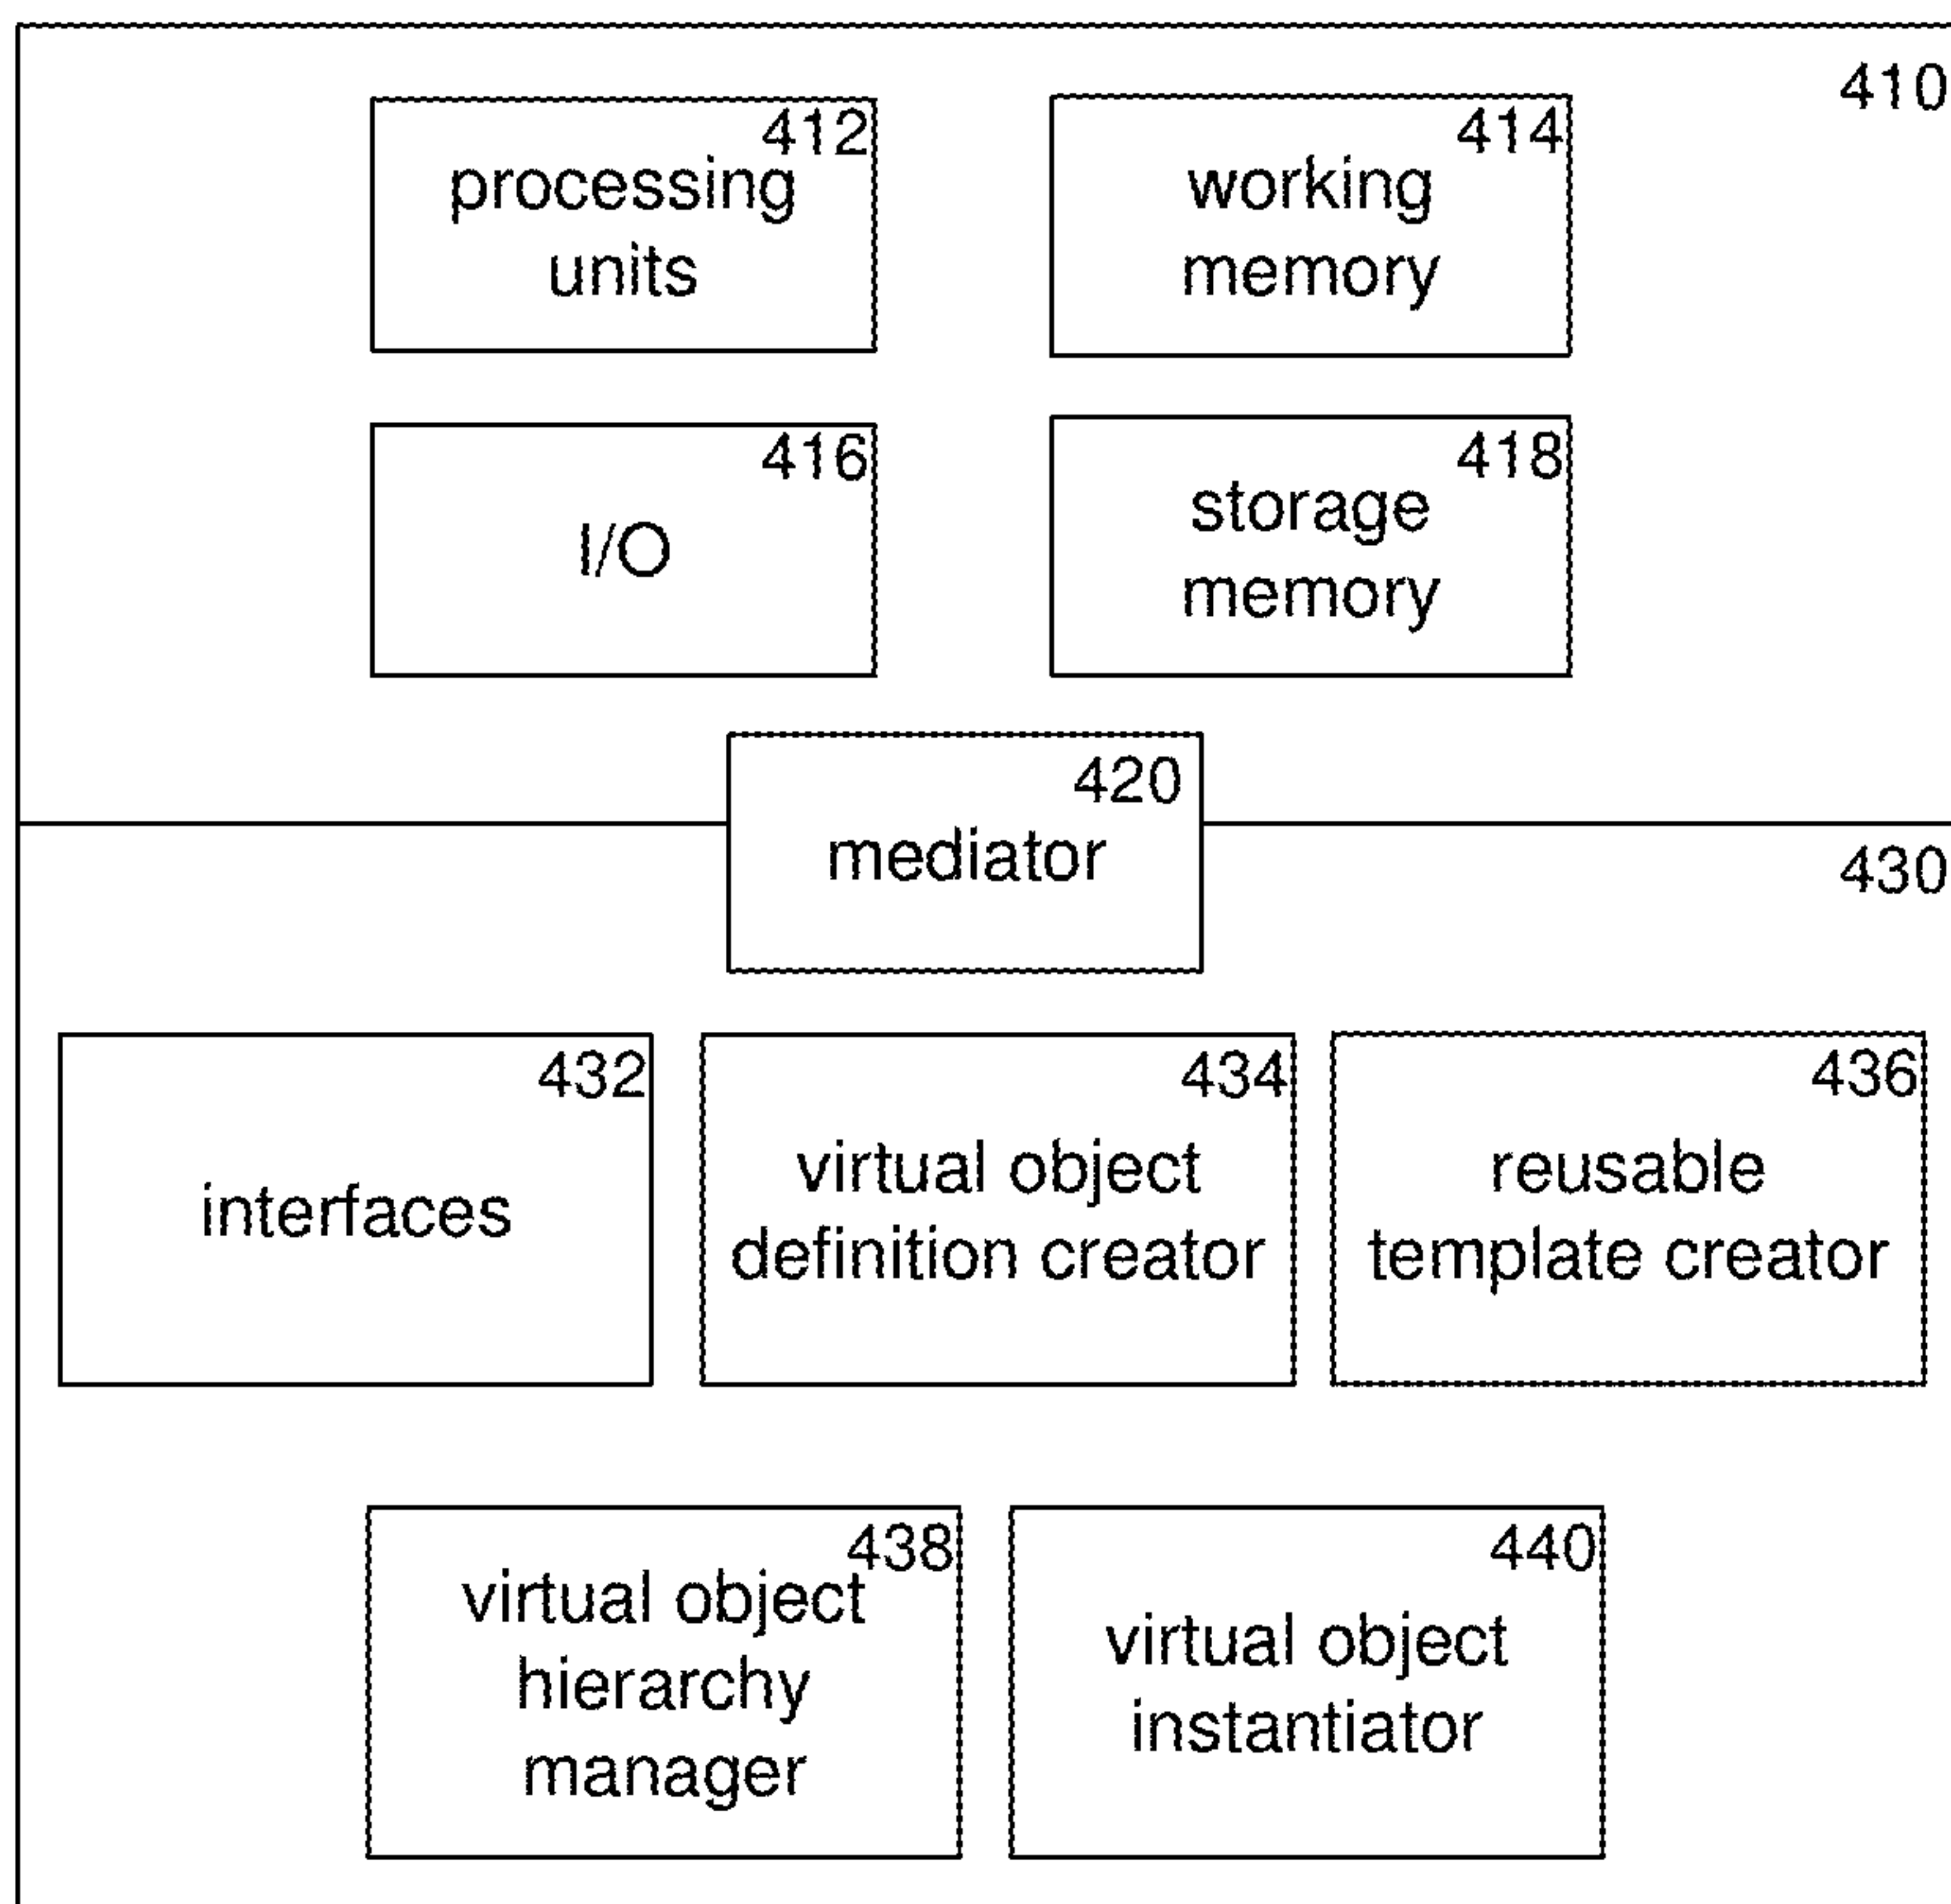 410
412
processing
units
414
working
memory
416
I/O
418
storage
memory
420
mediator
430
432
interfaces
434
virtual object
definition creator
436
reusable
template creator
438
virtual object
hierarchy
manager
440
virtual object
instantiator